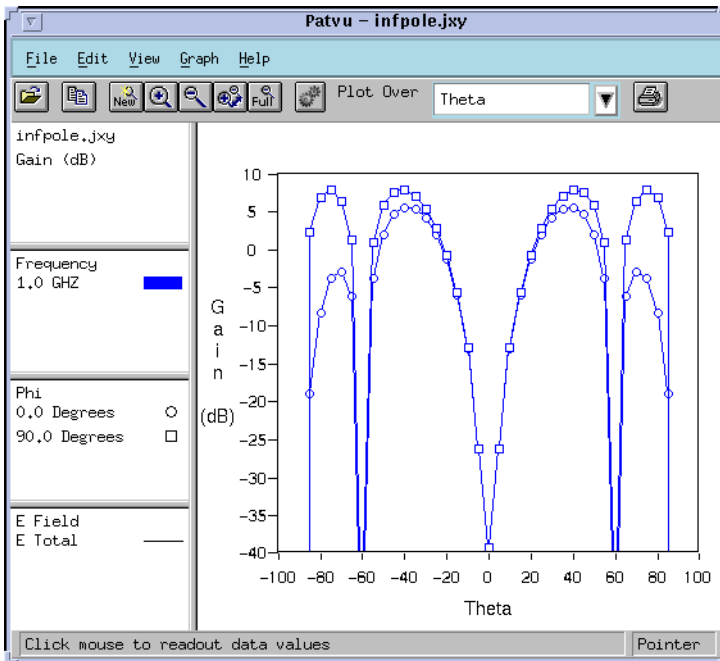 Patvu - infpole.jxy
File Edit View Graph Help
New Full Plot Over Theta
infpole.jxy
Gain (dB)
Frequency
1.0 GHZ
Phi
0.0 Degrees
90.0 Degrees
E Field
E Total
10
5
0
-5
-10
-15
-20
-25
-30
-35
-40
Gain
(dB)
-100 -80 -60 -40 -20 0 20 40 60 80 100
Theta
Click mouse to readout data values Pointer